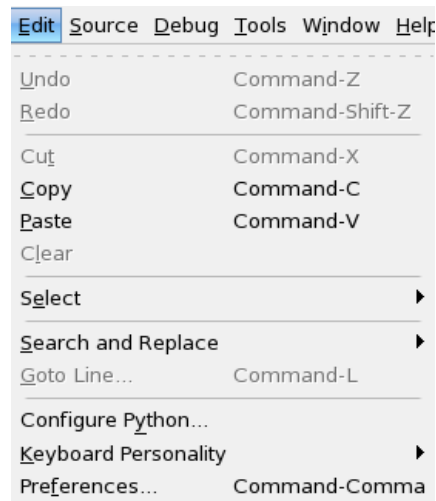 Edit Source Debug Tools Window Help
Undo Command-Z
Redo Command-Shift-Z
Cut Command-X
Copy Command-C
Paste Command-V
Clear
Select
Search and Replace
Goto Line... Command-L
Configure Python...
Keyboard Personality
Preferences... Command-Comma